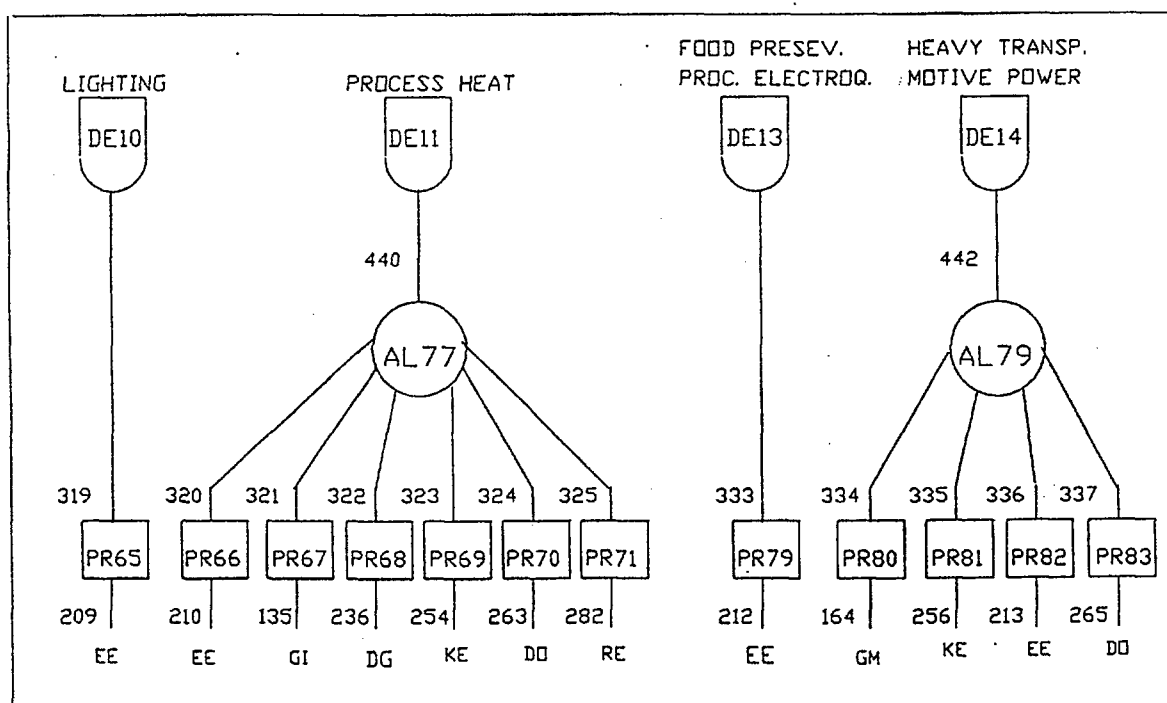 FOOD PRESEV. HEAVY TRANSP.
LIGHTING PROCESS HEAT PROC. ELECTROQ. MOTIVE POWER
DE10 DE11 DE13 DE14
440 442
AL77 AL79
319 320 321 322 323 324 325 333 334 335 336 337
PR65 PR66 PR67 PR68 PR69 PR70 PR71 PR79 PR80 PR81 PR82 PR83
209 210 135 236 254 263 282 212 164 256 213 265
EE EE GI DG KE DO RE EE GM KE EE DO